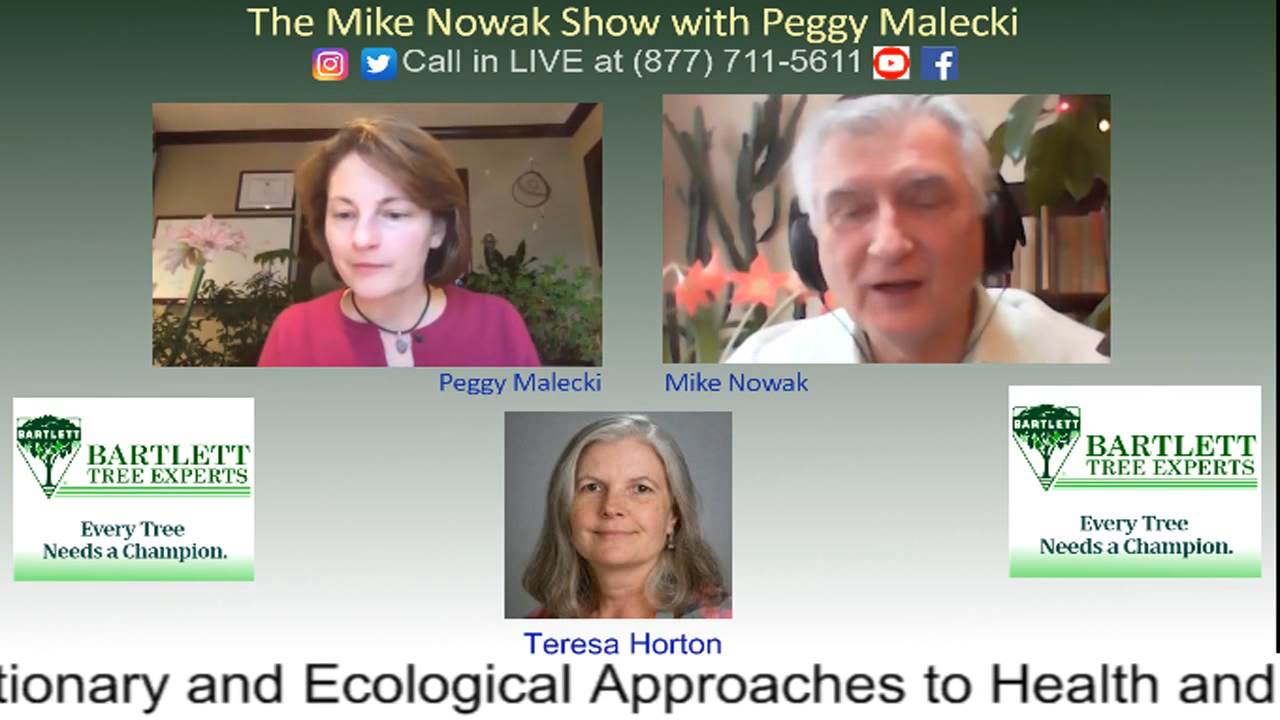 The Mike Nowak Show with Peggy Malecki
Call in LIVE at (877) 711-5611
Peggy Malecki
Mike Nowak
BARTLETT
BARTLETT
TREE EXPERTS
Every Tree
Needs a Champion.
BARTLETT
BARTLETT
TREE EXPERTS
Every Tree
Needs a Champion.
Teresa Horton
tionary and Ecological Approaches to Health and